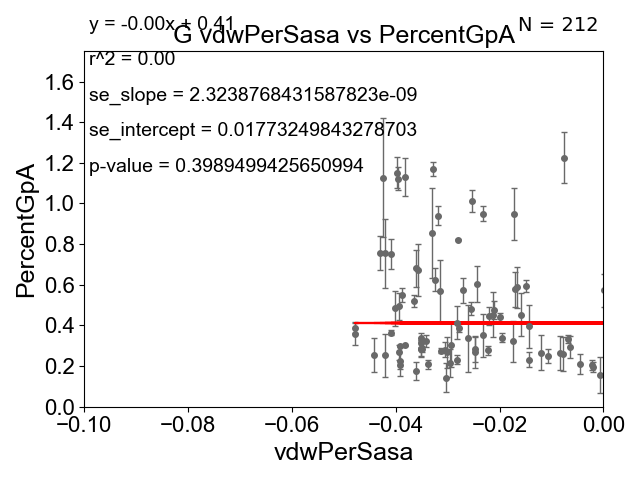 y = -0.00x + 0.41
G vdwPerSasa vs PercentGpA
N = 212
r^2 = 0.00
se_slope = 2.3238768431587823e-09
se_intercept = 0.01773249843278703
p-value = 0.3989499425650994
PercentGpA
1.6
1.4
1.2
1.0
0.8
0.6
0.4
0.2
0.0
−0.10
−0.08
−0.06
−0.04
−0.02
0.00
vdwPerSasa